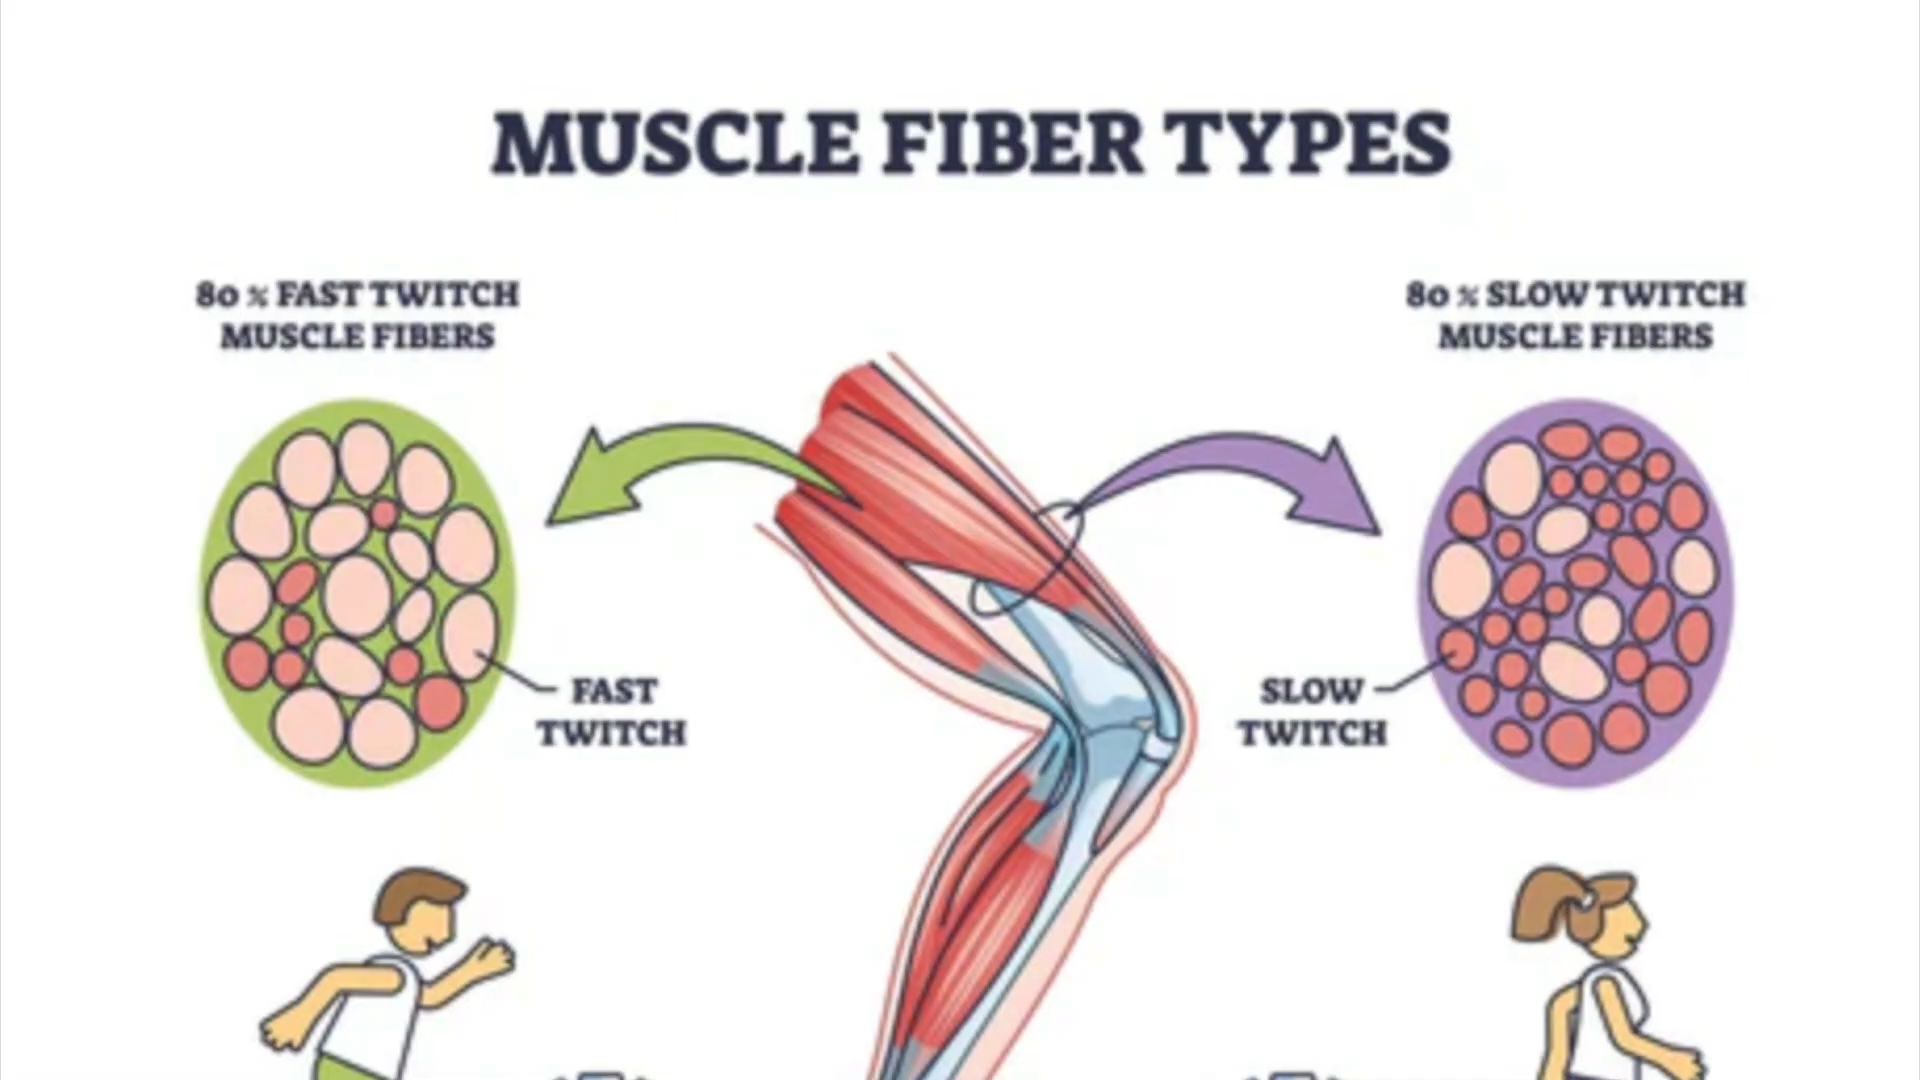 MUSCLE FIBER TYPES
80 % FAST TWITCH
MUSCLE FIBERS
80 % SLOW TWITCH
MUSCLE FIBERS
FAST
TWITCH
SLOW
TWITCH